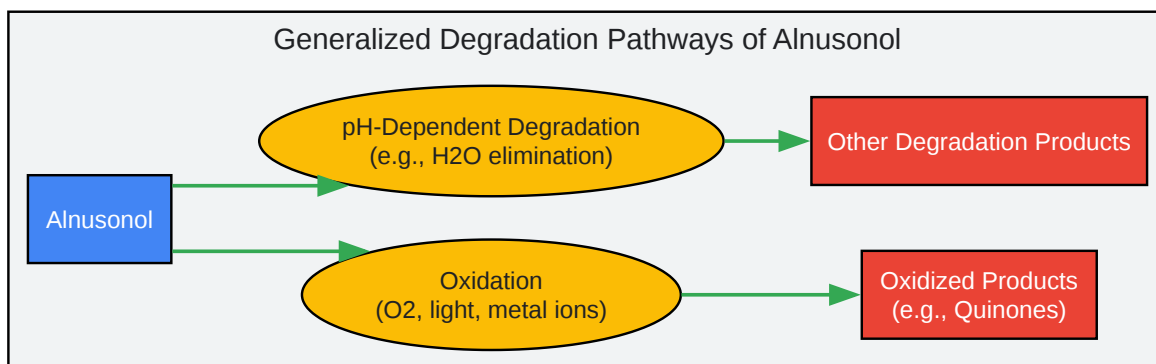 Generalized Degradation Pathways of Alnusonol
pH-Dependent Degradation
(e.g., H2O elimination)
Other Degradation Products
Alnusonol
Oxidation
(O2, light, metal ions)
Oxidized Products
(e.g., Quinones)